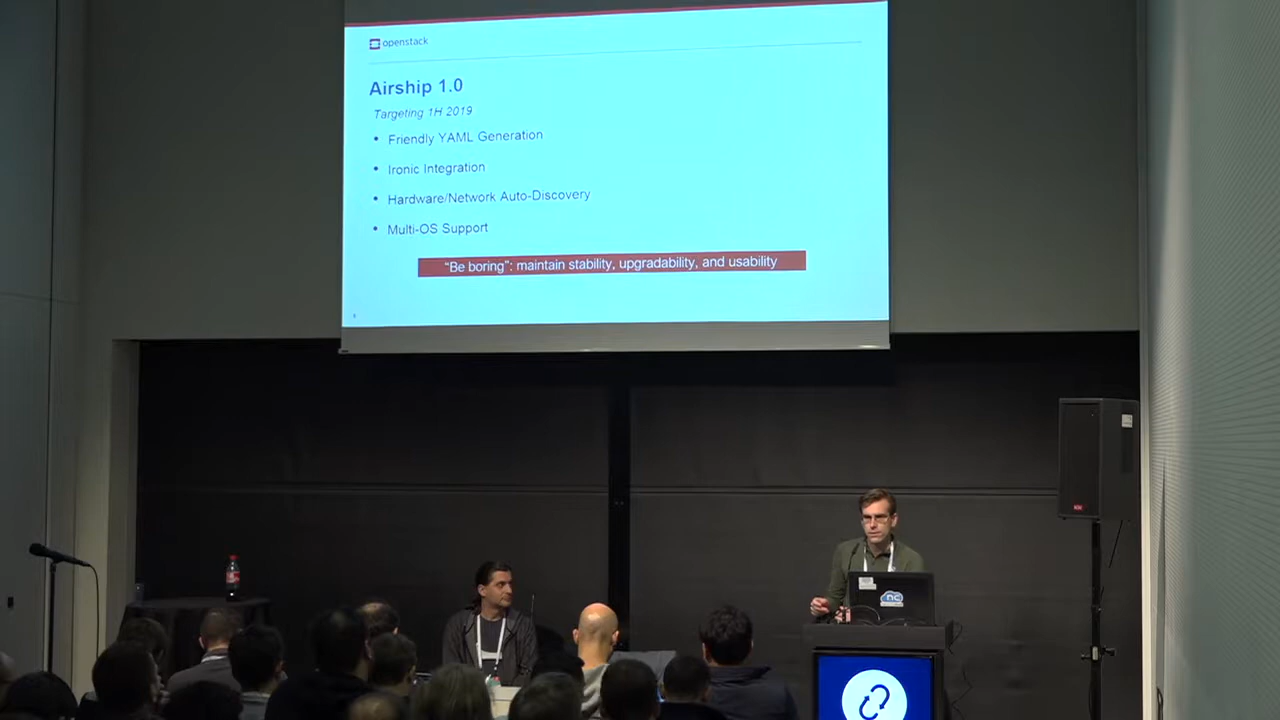 openstack
Airship 1.0
Targeting 1H 2019
• Friendly YAML Generation
• Ironic Integration
• Hardware/Network Auto-Discovery
• Multi-OS Support
"Be boring": maintain stability, upgradability, and usability
nc